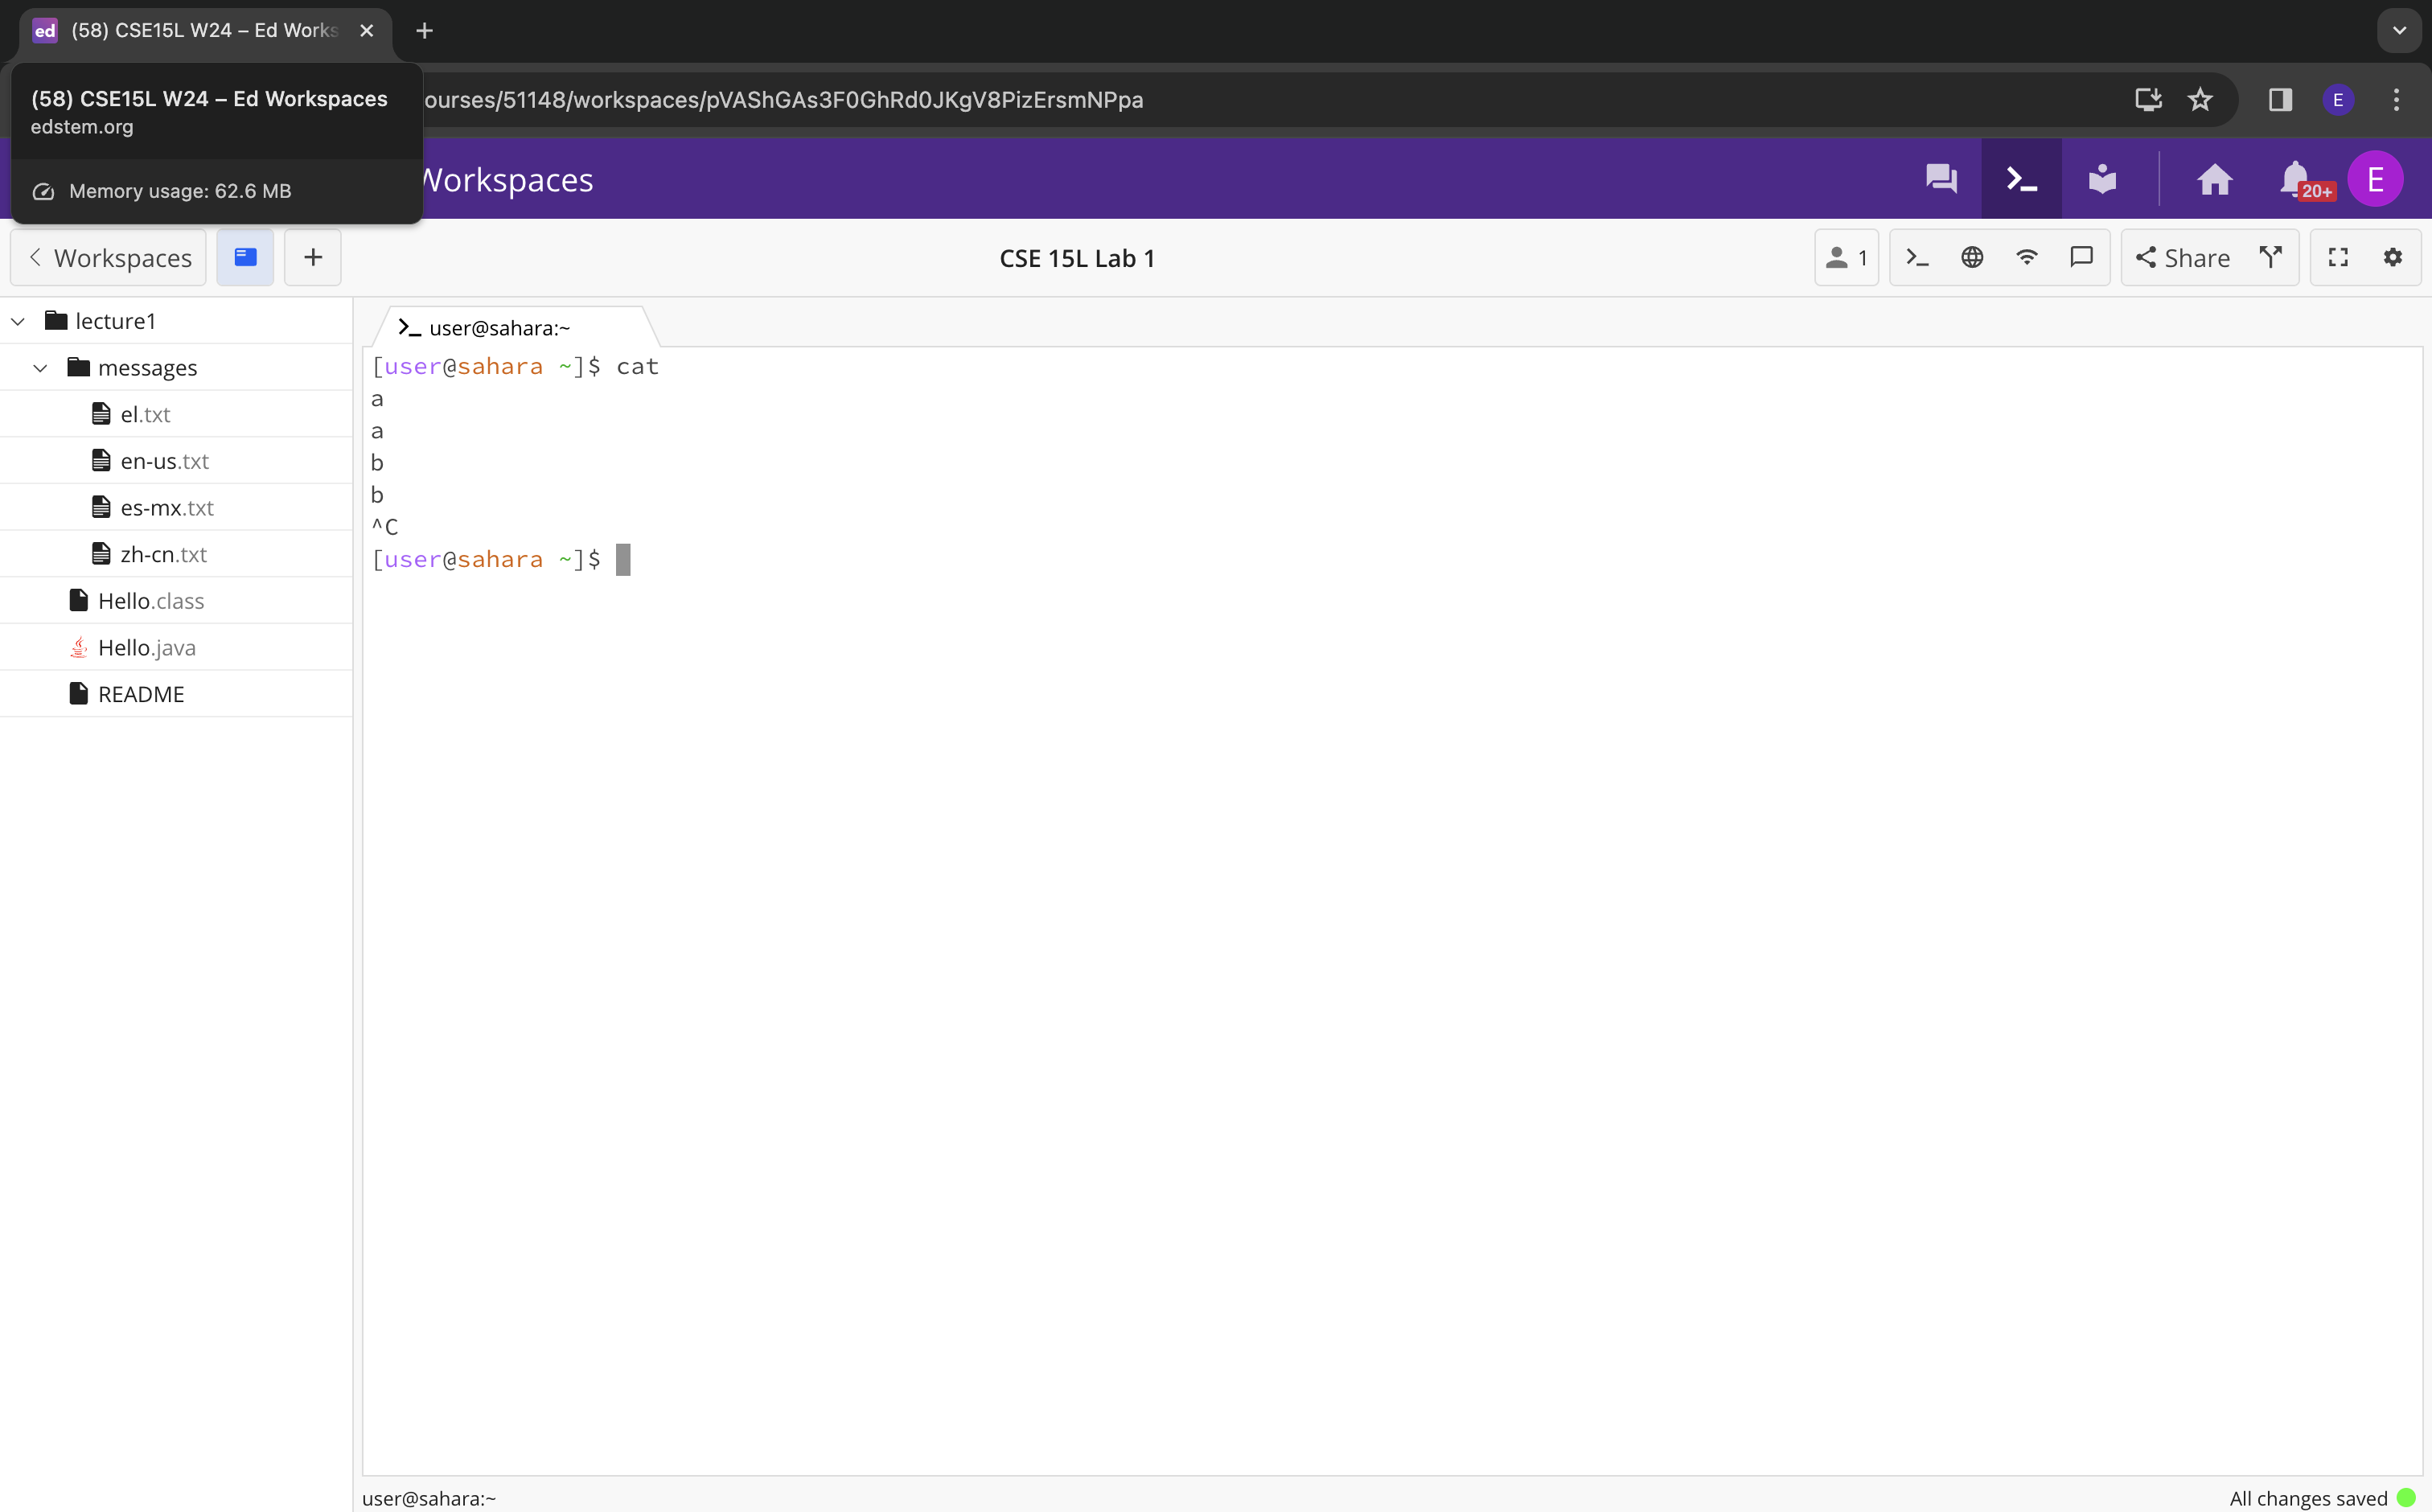 ed (58) CSE15L W24 – Ed Works
(58) CSE15L W24 – Ed Workspaces
edstem.org
Memory usage: 62.6 MB
ourses/51148/workspaces/pVAShGAs3F0GhRd0JKgV8PizErsmNPpa
E
Workspaces
20+
E
Workspaces
CSE 15L Lab 1
1
Share
lecture1
messages
el.txt
en-us.txt
es-mx.txt
zh-cn.txt
Hello.class
Hello.java
README
user@sahara:~
[user@sahara ~]$ cat
a
a
b
b
^C
[user@sahara ~]$
user@sahara:~
All changes saved